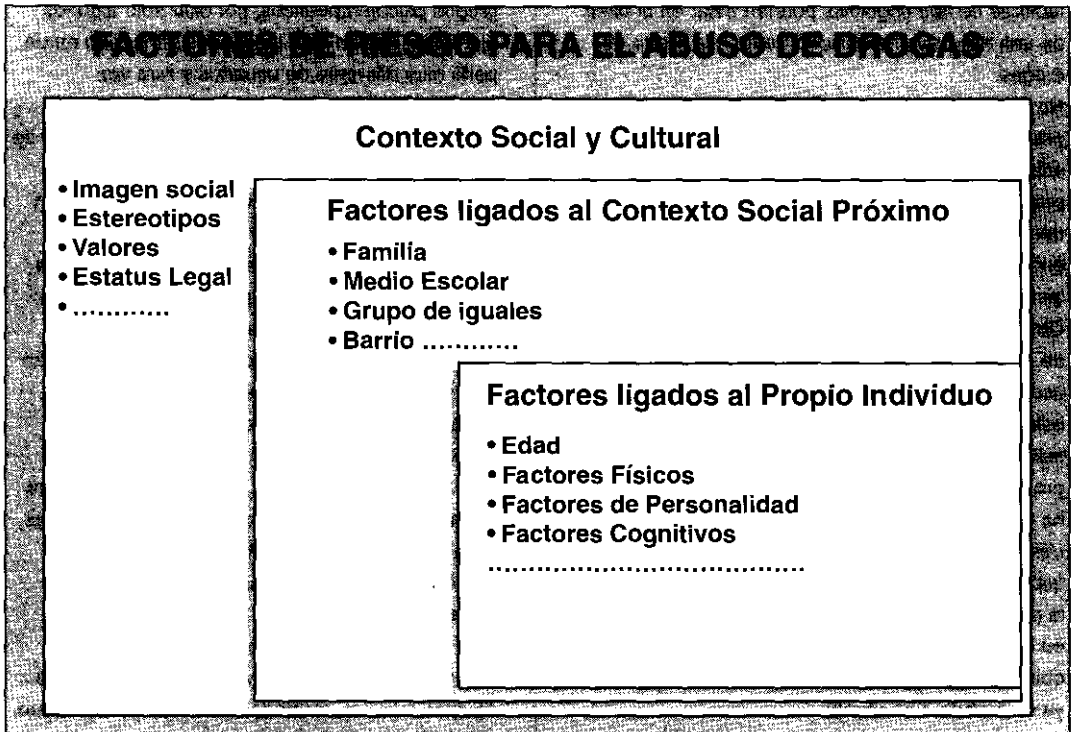 FACTORES DE RIESGO PARA EL ABUSO DE DROGAS
Contexto Social y Cultural
• Imagen social
• Estereotipos
• Valores
• Estatus Legal
• ............
Factores ligados al Contexto Social Próximo
• Familia
• Medio Escolar
• Grupo de iguales
• Barrio ............
Factores ligados al Propio Individuo
• Edad
• Factores Físicos
• Factores de Personalidad
• Factores Cognitivos
.......................................